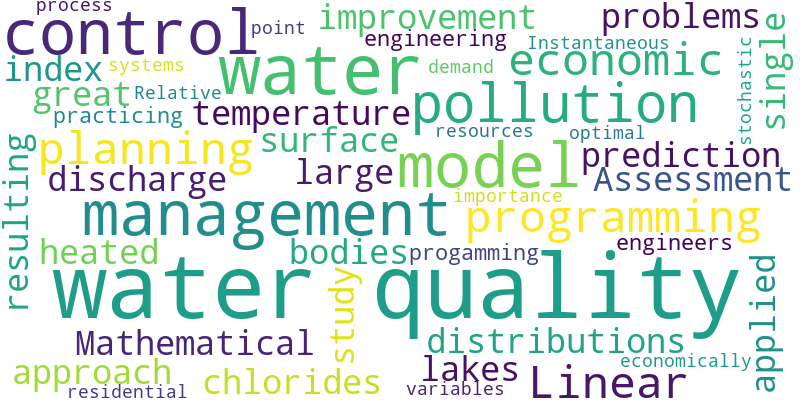 process
control
point
improvement
problems
engineering
Instantaneous
economic
single
index
systems
water
demand
stochastic
great
Relative
pollution
practicing
temperature
surface
resources
optimal
planning
model
prediction
resulting
discharge
large
Assessment
management
importance
programming
heated
bodies
progamming
engineers
water quality
study
applied
Mathematical
distributions
approach
chlorides
lakes
economically
residential
variables
Linear